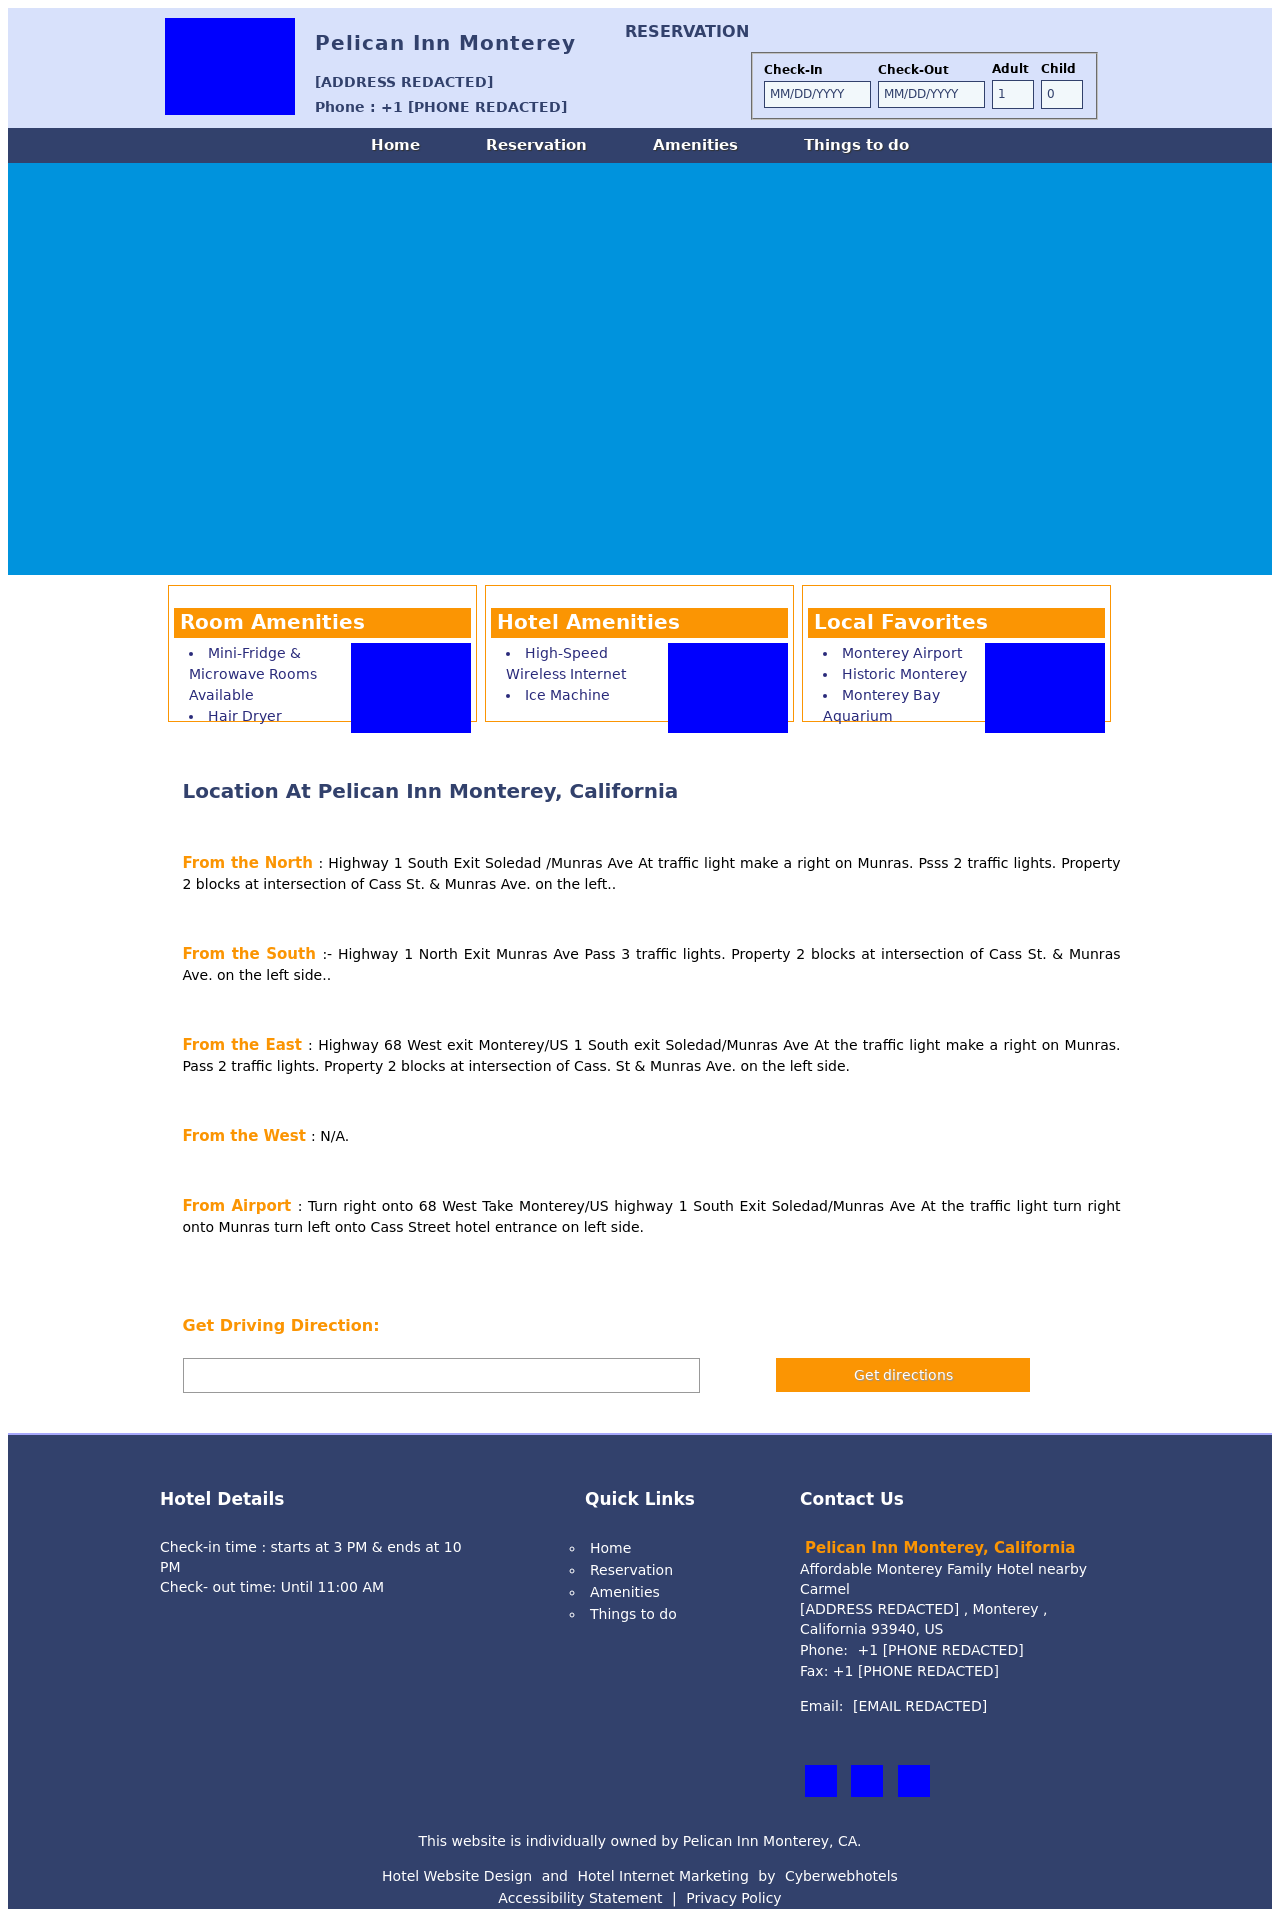 Pelican Inn Monterey
[ADDRESS REDACTED]
Phone : +1 [PHONE REDACTED]
RESERVATION
Check-In Check-Out Adult Child
MM/DD/YYYY MM/DD/YYYY 1 0
Home Reservation Amenities Things to do
Room Amenities
• Mini-Fridge &
Microwave Rooms
Available
• Hair Dryer
Hotel Amenities
• High-Speed
Wireless Internet
• Ice Machine
Local Favorites
• Monterey Airport
• Historic Monterey
• Monterey Bay
Aquarium
Location At Pelican Inn Monterey, California
From the North : Highway 1 South Exit Soledad /Munras Ave At traffic light make a right on Munras. Psss 2 traffic lights. Property
2 blocks at intersection of Cass St. & Munras Ave. on the left..
From the South :- Highway 1 North Exit Munras Ave Pass 3 traffic lights. Property 2 blocks at intersection of Cass St. & Munras
Ave. on the left side..
From the East : Highway 68 West exit Monterey/US 1 South exit Soledad/Munras Ave At the traffic light make a right on Munras.
Pass 2 traffic lights. Property 2 blocks at intersection of Cass. St & Munras Ave. on the left side.
From the West : N/A.
From Airport : Turn right onto 68 West Take Monterey/US highway 1 South Exit Soledad/Munras Ave At the traffic light turn right
onto Munras turn left onto Cass Street hotel entrance on left side.
Get Driving Direction:
Get directions
Hotel Details
Check-in time : starts at 3 PM & ends at 10
PM
Check- out time: Until 11:00 AM
Quick Links
Home
Reservation
Amenities
Things to do
Contact Us
Pelican Inn Monterey, California
Affordable Monterey Family Hotel nearby
Carmel
[ADDRESS REDACTED] , Monterey ,
California 93940, US
Phone: +1 [PHONE REDACTED]
Fax: +1 [PHONE REDACTED]
Email: [EMAIL REDACTED]
This website is individually owned by Pelican Inn Monterey, CA.
Hotel Website Design and Hotel Internet Marketing by Cyberwebhotels
Accessibility Statement | Privacy Policy